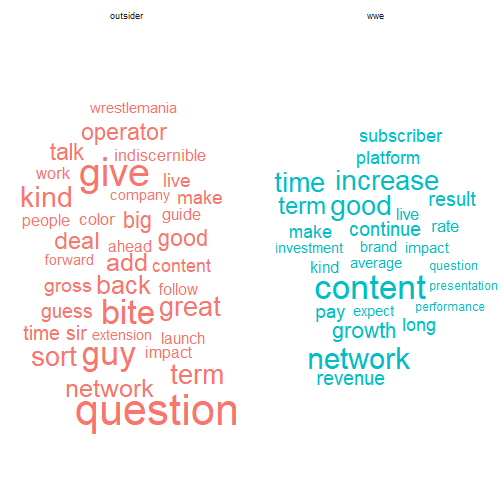 outsider
wwe
wrestlemania
operator
talk
indiscernible
work
give
live
kind
company
make
people
color
big
guide
deal
ahead
good
forward
add
content
gross
back
follow
guess
bite
great
time sir
extension
launch
sort
guy
impact
network
term
question
subscriber
platform
time
increase
result
term
good
live
make
continue
rate
investment
brand
impact
kind
average
question
content
presentation
pay
expect
performance
growth
long
network
revenue